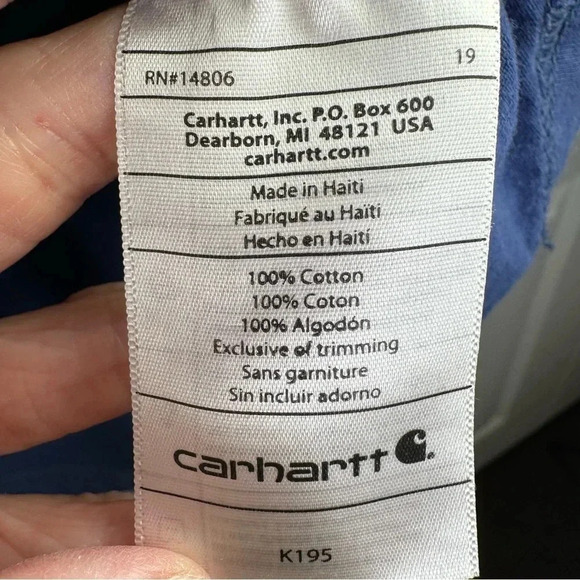 RN#14806 19
Carhartt, Inc. P.O. Box 600
Dearborn, MI 48121 USA
carhartt.com
Made in Haiti
Fabriqué au Haïti
Hecho en Haití
100% Cotton
100% Coton
100% Algodón
Exclusive of trimming
Sans garniture
Sin incluir adorno
carhartt
K195